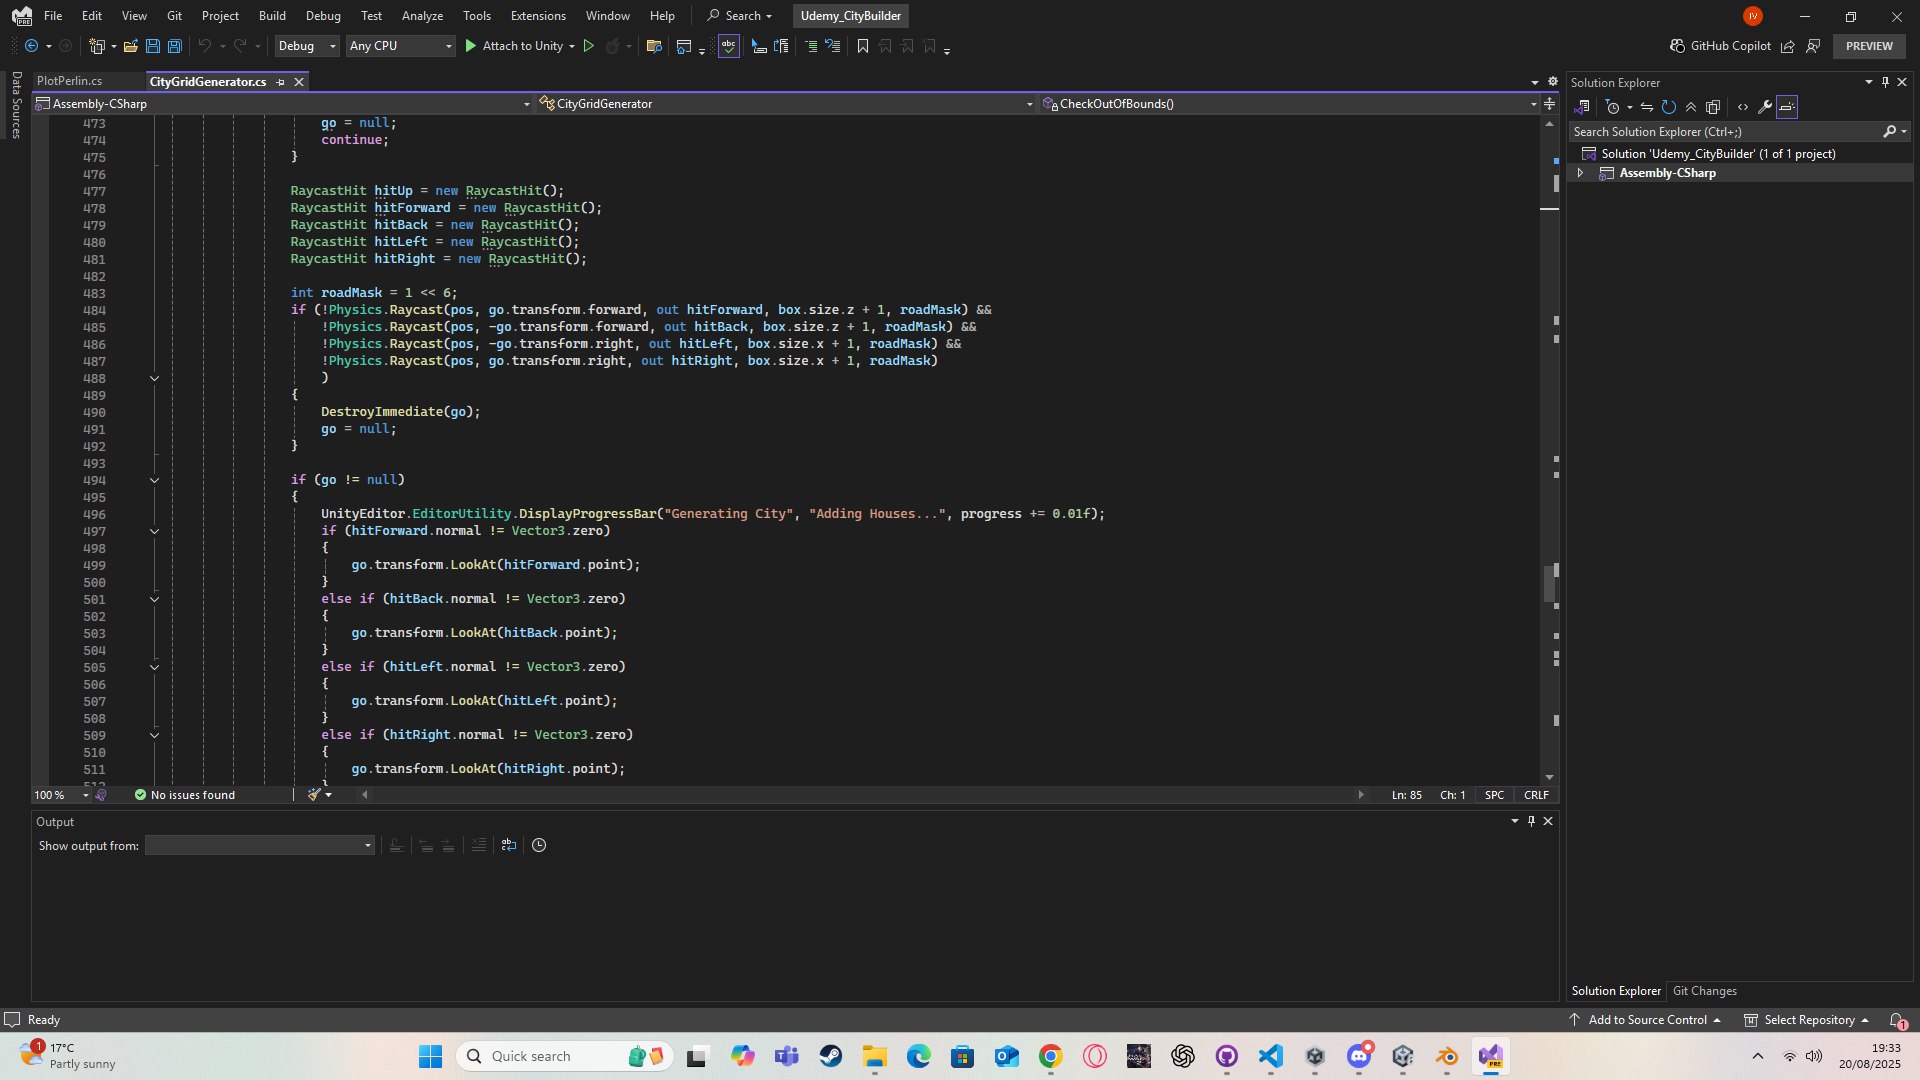 File Edit View Git Project Build Debug Test Analyze Tools Extensions Window Help Search Udemy_CityBuilder IV
Debug Any CPU Attach to Unity GitHub Copilot PREVIEW
Data Sources
PlotPerlin.cs CityGridGenerator.cs
Assembly-CSharp CityGridGenerator CheckOutOfBounds()
473 go = null;
474 continue;
475 }
476
477 RaycastHit hitUp = new RaycastHit();
478 RaycastHit hitForward = new RaycastHit();
479 RaycastHit hitBack = new RaycastHit();
480 RaycastHit hitLeft = new RaycastHit();
481 RaycastHit hitRight = new RaycastHit();
482
483 int roadMask = 1 << 6;
484 if (!Physics.Raycast(pos, go.transform.forward, out hitForward, box.size.z + 1, roadMask) &&
485 !Physics.Raycast(pos, -go.transform.forward, out hitBack, box.size.z + 1, roadMask) &&
486 !Physics.Raycast(pos, -go.transform.right, out hitLeft, box.size.x + 1, roadMask) &&
487 !Physics.Raycast(pos, go.transform.right, out hitRight, box.size.x + 1, roadMask)
488 )
489 {
490 DestroyImmediate(go);
491 go = null;
492 }
493
494 if (go != null)
495 {
496 UnityEditor.EditorUtility.DisplayProgressBar("Generating City", "Adding Houses...", progress += 0.01f);
497 if (hitForward.normal != Vector3.zero)
498 {
499 go.transform.LookAt(hitForward.point);
500 }
501 else if (hitBack.normal != Vector3.zero)
502 {
503 go.transform.LookAt(hitBack.point);
504 }
505 else if (hitLeft.normal != Vector3.zero)
506 {
507 go.transform.LookAt(hitLeft.point);
508 }
509 else if (hitRight.normal != Vector3.zero)
510 {
511 go.transform.LookAt(hitRight.point);
512 }
100 % No issues found Ln: 85 Ch: 1 SPC CRLF
Output
Show output from:
Solution Explorer
Search Solution Explorer (Ctrl+;)
Solution 'Udemy_CityBuilder' (1 of 1 project)
Assembly-CSharp
Solution Explorer Git Changes
Ready Add to Source Control Select Repository 1
1 17°C
Partly sunny
Quick search
PRE
19:33
20/08/2025